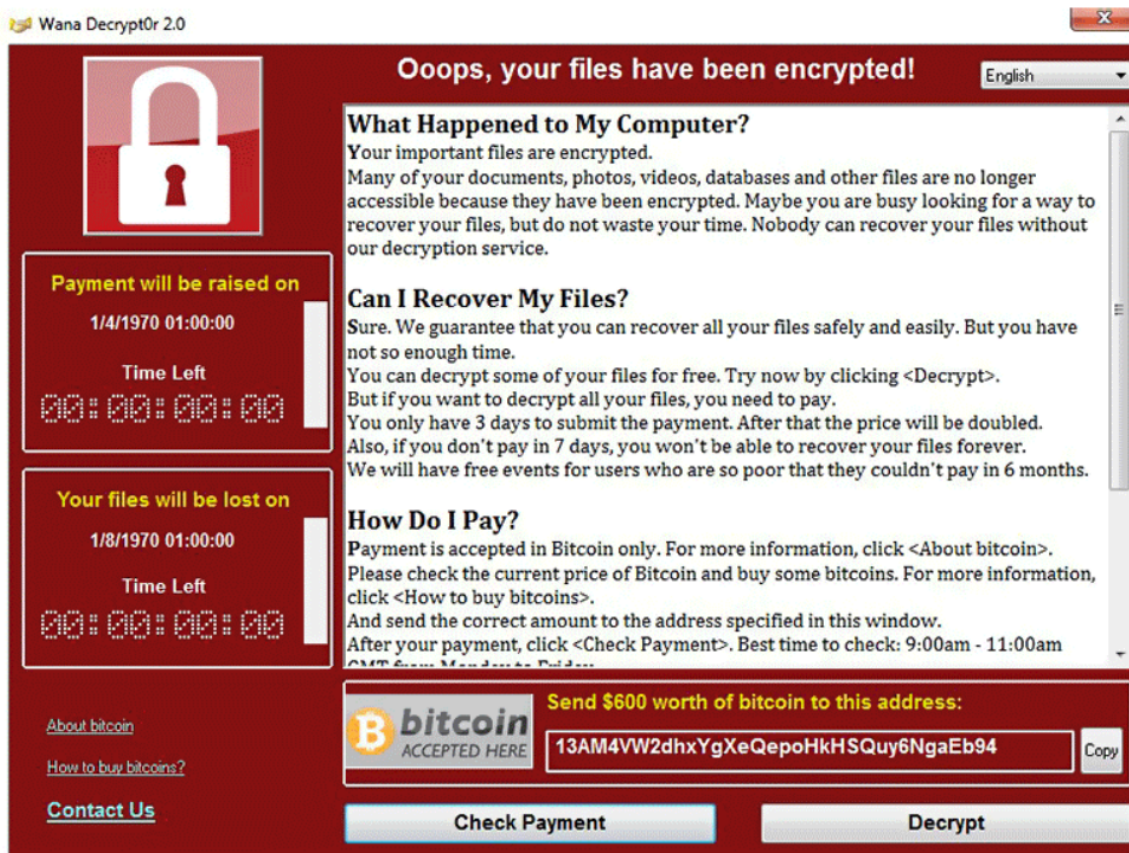 Wana Decrypt0r 2.0
Ooops, your files have been encrypted!
English
Payment will be raised on
1/4/1970 01:00:00
Time Left
00:00:00:00
Your files will be lost on
1/8/1970 01:00:00
Time Left
00:00:00:00
About bitcoin
How to buy bitcoins?
Contact Us
What Happened to My Computer?
Your important files are encrypted.
Many of your documents, photos, videos, databases and other files are no longer
accessible because they have been encrypted. Maybe you are busy looking for a way to
recover your files, but do not waste your time. Nobody can recover your files without
our decryption service.
Can I Recover My Files?
Sure. We guarantee that you can recover all your files safely and easily. But you have
not so enough time.
You can decrypt some of your files for free. Try now by clicking <Decrypt>.
But if you want to decrypt all your files, you need to pay.
You only have 3 days to submit the payment. After that the price will be doubled.
Also, if you don't pay in 7 days, you won't be able to recover your files forever.
We will have free events for users who are so poor that they couldn't pay in 6 months.
How Do I Pay?
Payment is accepted in Bitcoin only. For more information, click <About bitcoin>.
Please check the current price of Bitcoin and buy some bitcoins. For more information,
click <How to buy bitcoins>.
And send the correct amount to the address specified in this window.
After your payment, click <Check Payment>. Best time to check: 9:00am - 11:00am
GMT from Monday to Friday
bitcoin
ACCEPTED HERE
Send $600 worth of bitcoin to this address:
13AM4VW2dhxYgXeQepoHkHSQuy6NgaEb94
Copy
Check Payment
Decrypt